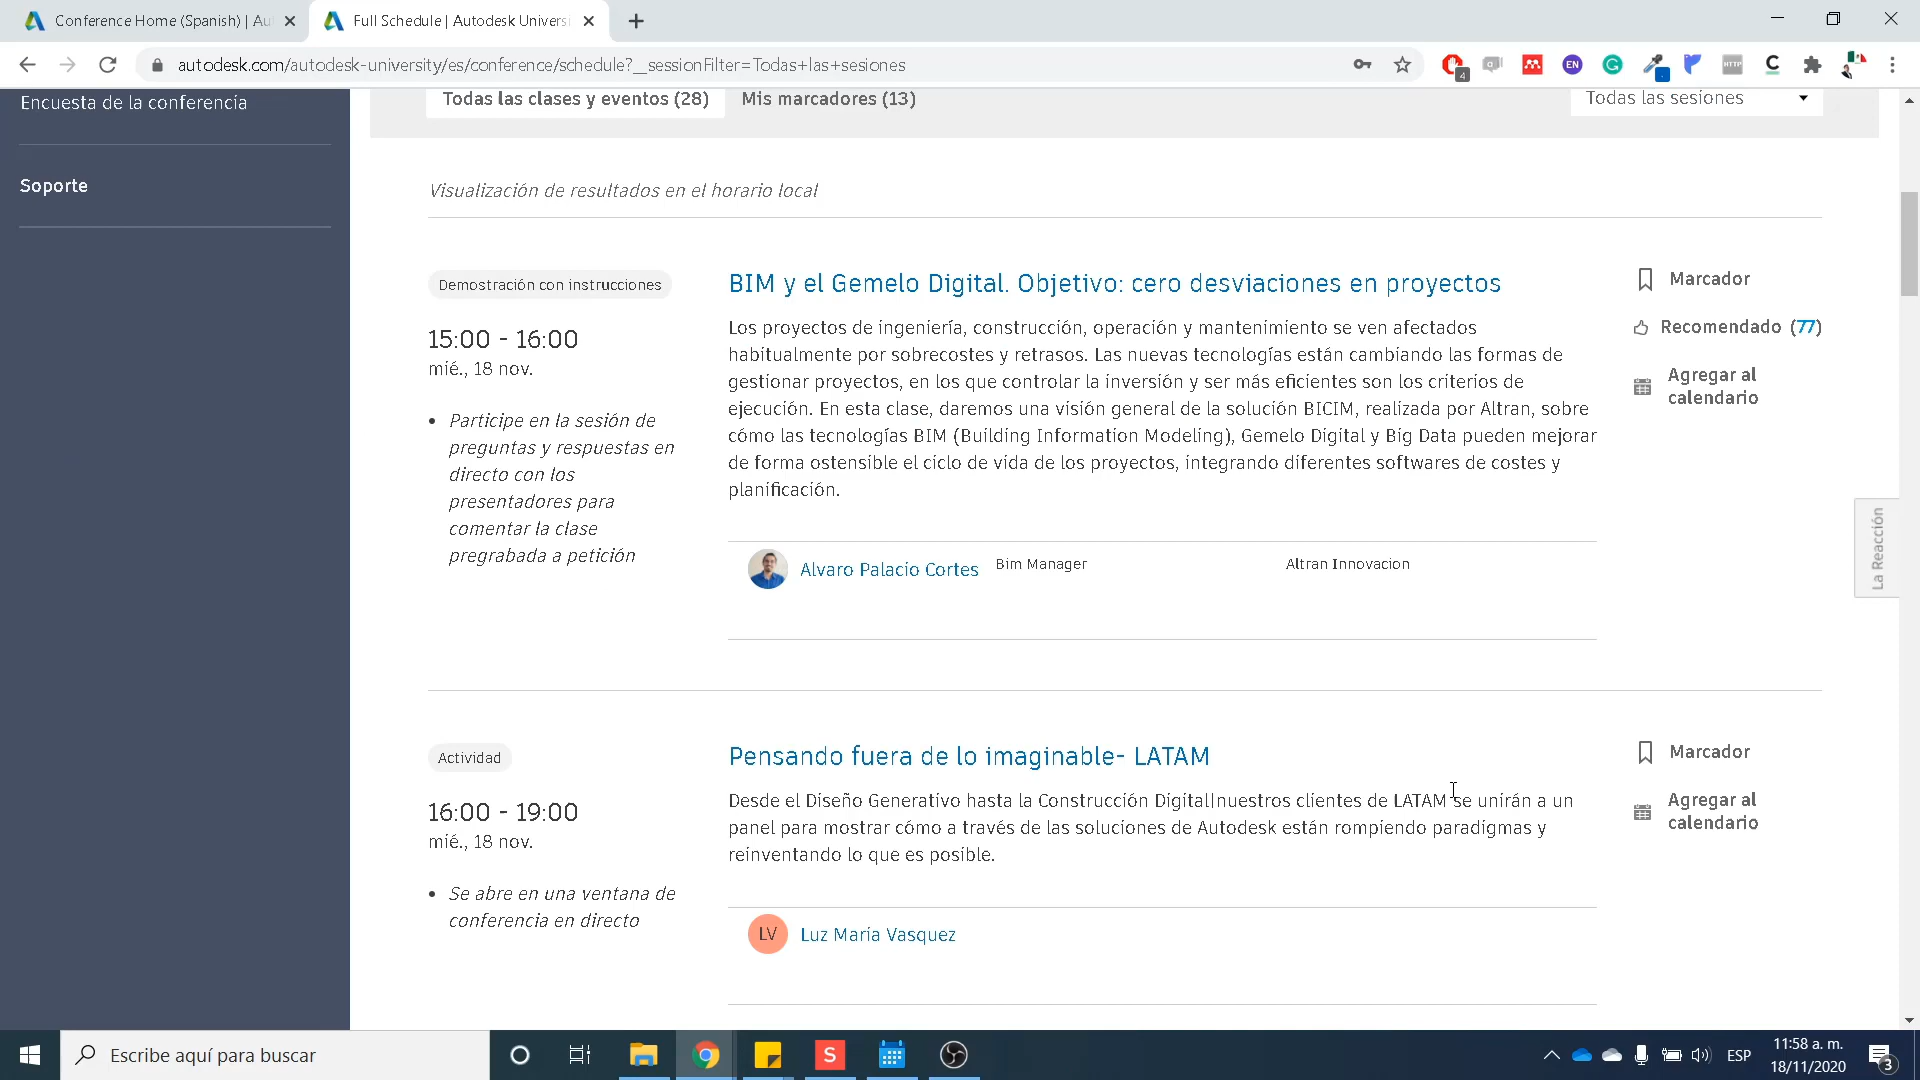 Conference Home (Spanish) | Au
Full Schedule | Autodesk Univers
autodesk.com/autodesk-university/es/conference/schedule?__sessionFilter=Todas+las+sesiones
4
EN
HTTP
C
Encuesta de la conferencia
Soporte
Todas las clases y eventos (28)
Mis marcadores (13)
Todas las sesiones
Visualización de resultados en el horario local
Demostración con instrucciones
15:00 - 16:00
mié., 18 nov.
Participe en la sesión de
preguntas y respuestas en
directo con los
presentadores para
comentar la clase
pregrabada a petición
BIM y el Gemelo Digital. Objetivo: cero desviaciones en proyectos
Los proyectos de ingeniería, construcción, operación y mantenimiento se ven afectados
habitualmente por sobrecostes y retrasos. Las nuevas tecnologías están cambiando las formas de
gestionar proyectos, en los que controlar la inversión y ser más eficientes son los criterios de
ejecución. En esta clase, daremos una visión general de la solución BICIM, realizada por Altran, sobre
cómo las tecnologías BIM (Building Information Modeling), Gemelo Digital y Big Data pueden mejorar
de forma ostensible el ciclo de vida de los proyectos, integrando diferentes softwares de costes y
planificación.
Alvaro Palacio Cortes
Bim Manager
Altran Innovacion
Marcador
Recomendado (77)
Agregar al
calendario
La Reacción
Actividad
16:00 - 19:00
mié., 18 nov.
Se abre en una ventana de
conferencia en directo
Pensando fuera de lo imaginable- LATAM
Desde el Diseño Generativo hasta la Construcción Digital|nuestros clientes de LATAM se unirán a un
panel para mostrar cómo a través de las soluciones de Autodesk están rompiendo paradigmas y
reinventando lo que es posible.
LV
Luz María Vasquez
Marcador
Agregar al
calendario
Escribe aquí para buscar
S
ESP
11:58 a. m.
18/11/2020
3